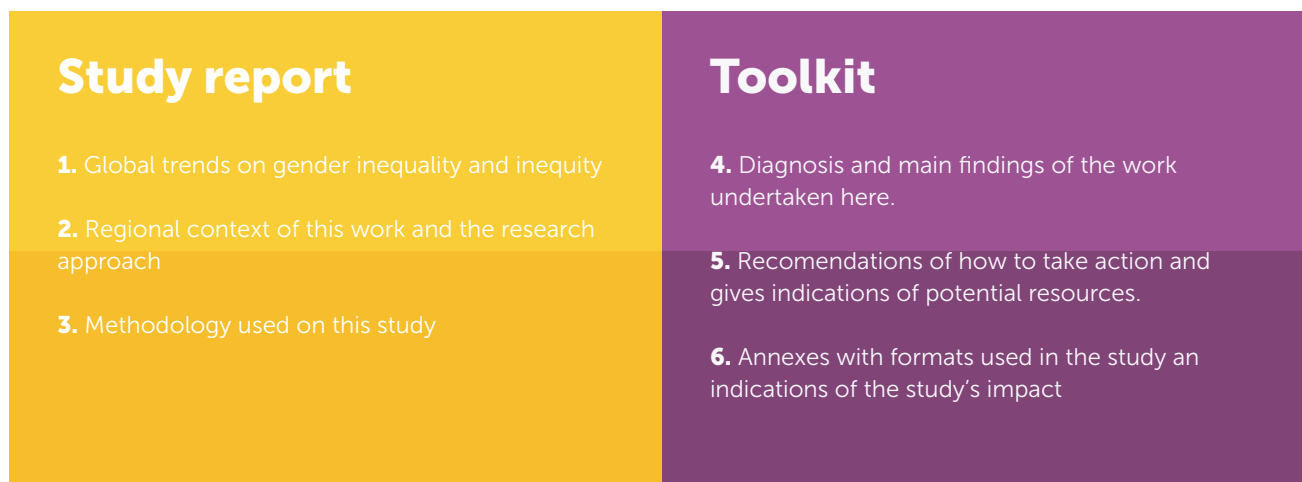 Study report
1. Global trends on gender inequality and inequity
2. Regional context of this work and the research
approach
3. Methodology used on this study
Toolkit
4. Diagnosis and main findings of the work
undertaken here.
5. Recomendations of how to take action and
gives indications of potential resources.
6. Annexes with formats used in the study an
indications of the study’s impact